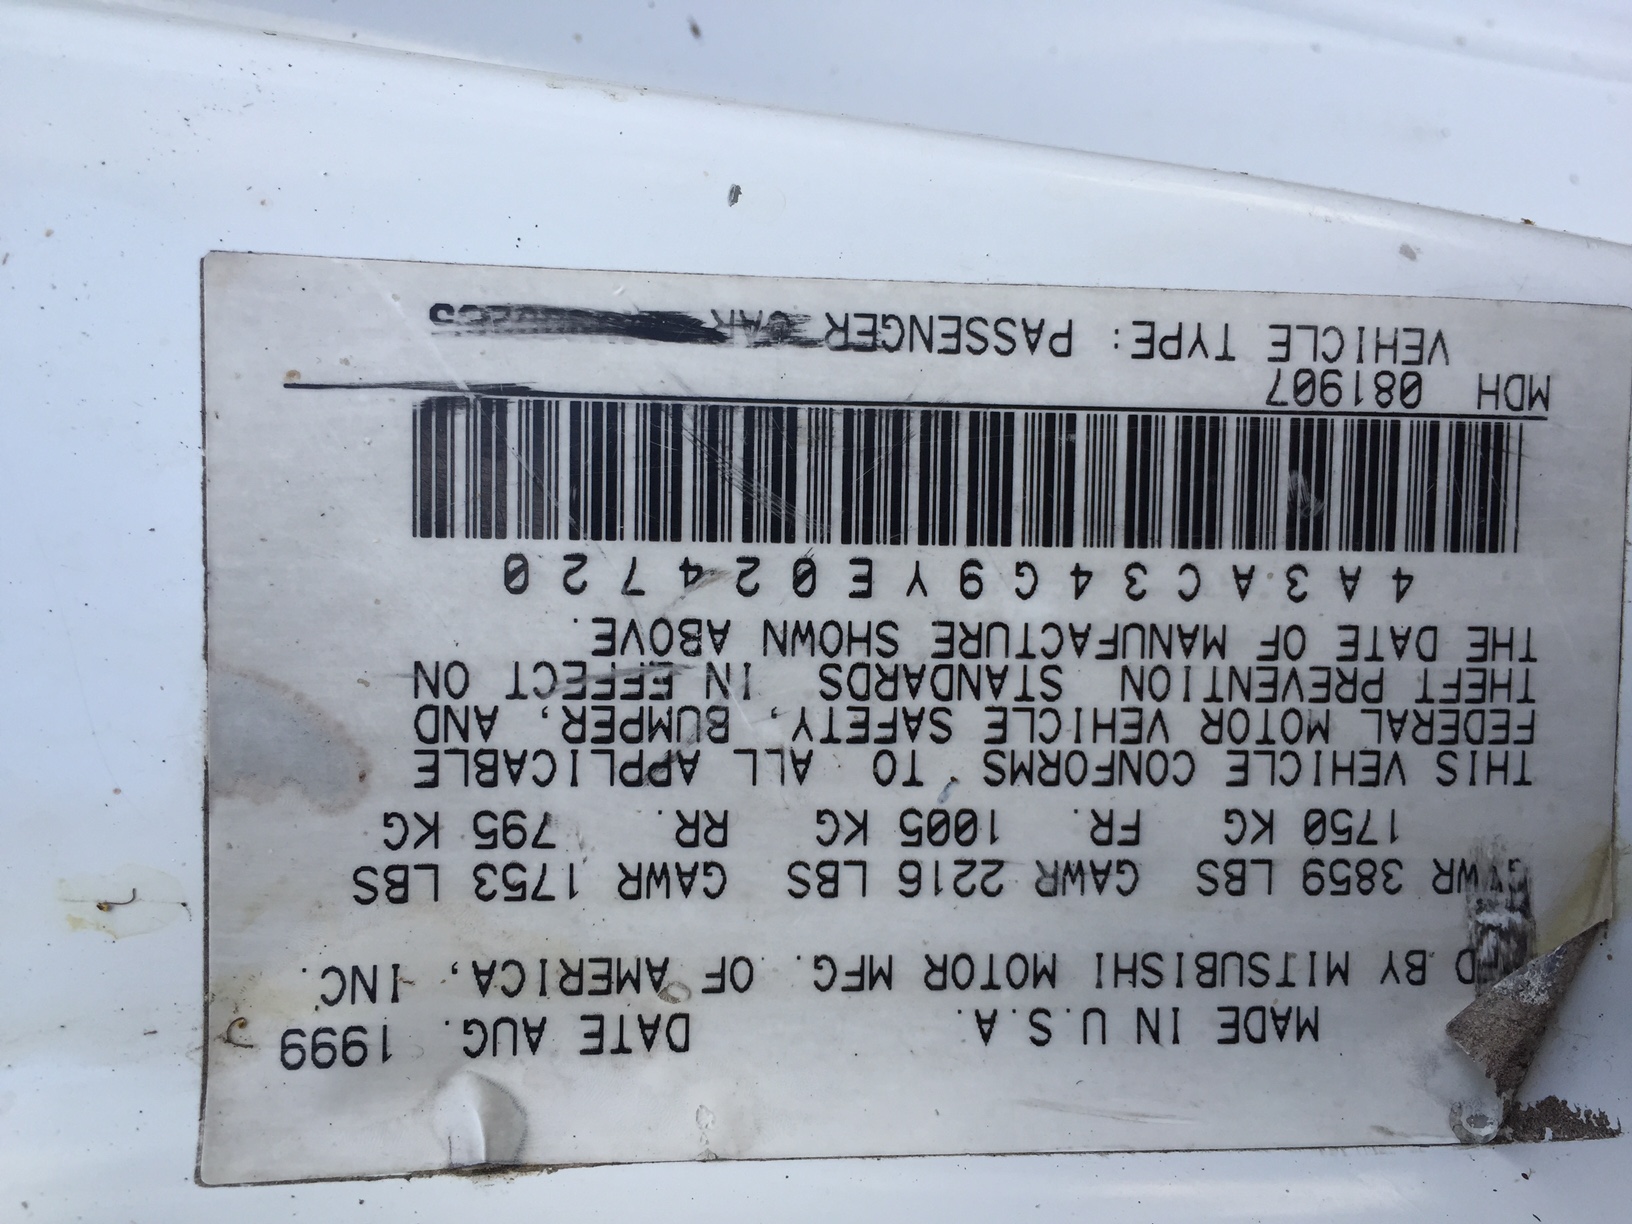 MADE IN U.S.A. DATE AUG. 1999
D BY MITSUBISHI MOTOR MFG. OF AMERICA, INC.
GVWR 3859 LBS GAWR 2216 LBS GAWR 1753 LBS
1750 KG FR. 1005 KG RR. 795 KG
THIS VEHICLE CONFORMS TO ALL APPLICABLE
FEDERAL MOTOR VEHICLE SAFETY, BUMPER, AND
THEFT PREVENTION STANDARDS IN EFFECT ON
THE DATE OF MANUFACTURE SHOWN ABOVE.
4A3AC34G9YE024720
MDH 081907
VEHICLE TYPE: PASSENGER CAR